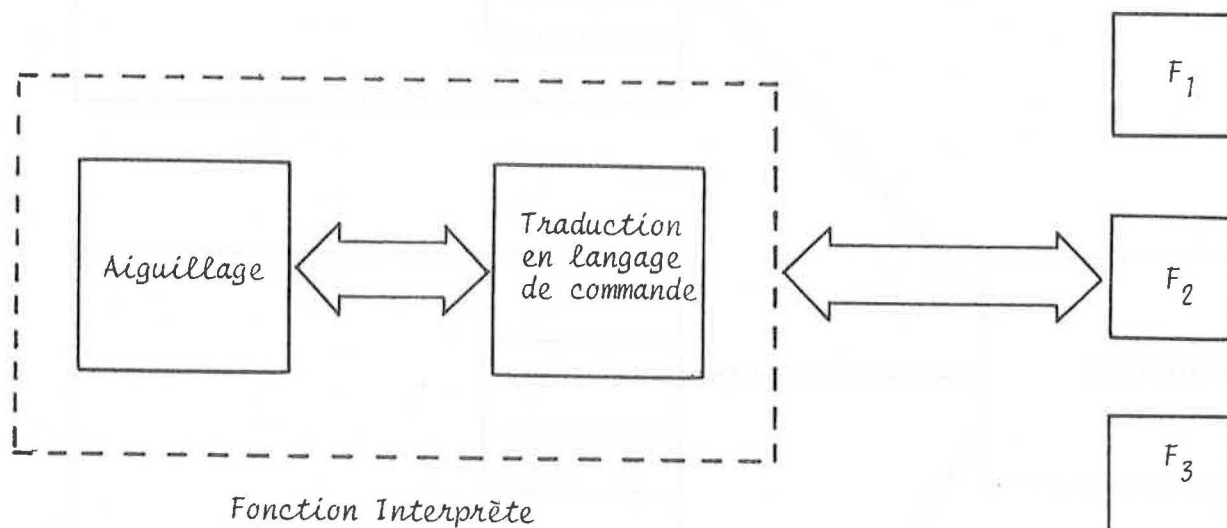 F1
Aiguillage
Traduction
en langage
de commande
F2
F3
Fonction Interprète